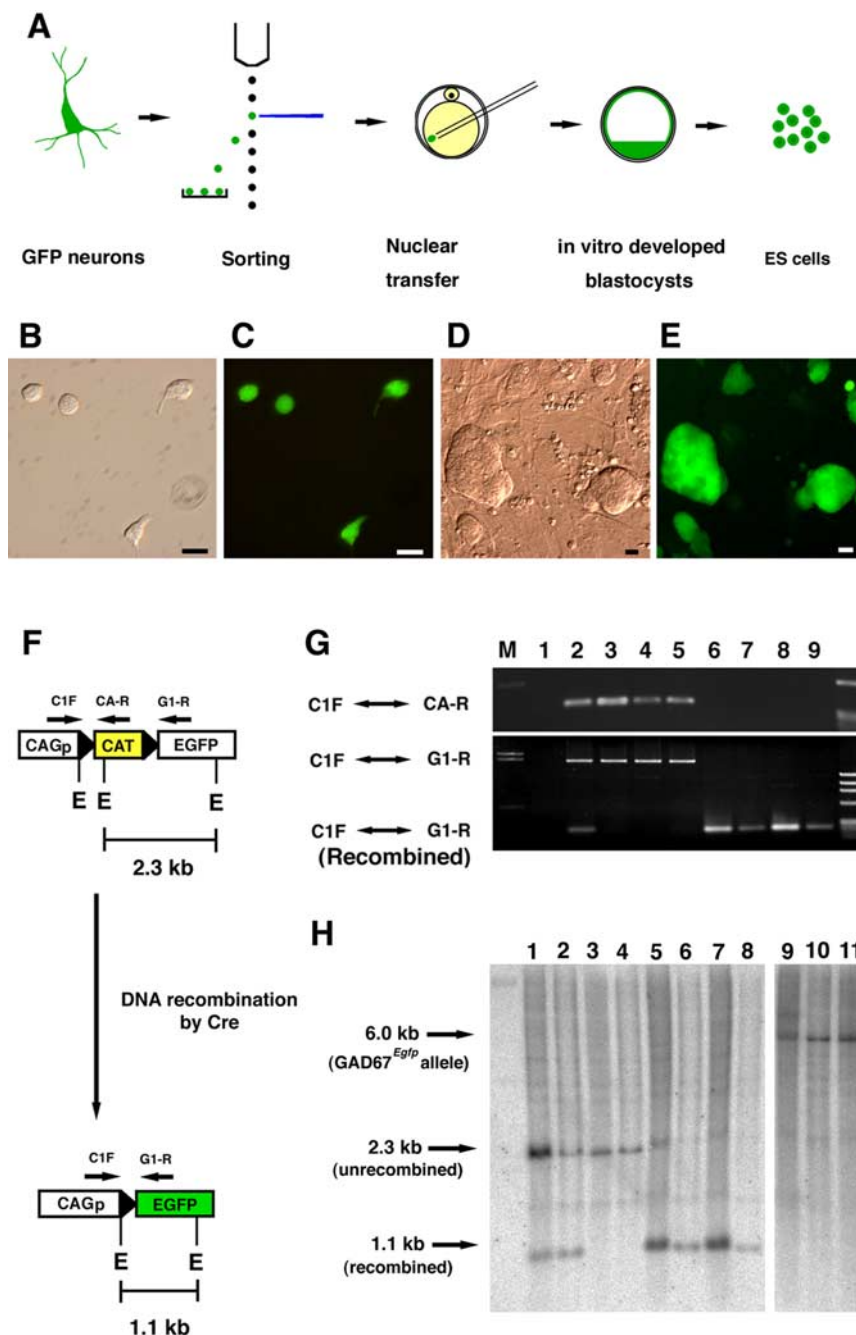 A
GFP neurons
Sorting
Nuclear
transfer
in vitro developed
blastocysts
ES cells
B
C
D
E
F
C1F
CA-R
G1-R
CAGp
CAT
EGFP
E
E
E
2.3 kb
DNA recombination
by Cre
C1F
G1-R
CAGp
EGFP
E
E
1.1 kb
G
M 1 2 3 4 5 6 7 8 9
C1F CA-R
C1F G1-R
C1F G1-R
(Recombined)
H
1 2 3 4 5 6 7 8 9 10 11
6.0 kb
(GAD67Egfp allele)
2.3 kb
(unrecombined)
1.1 kb
(recombined)